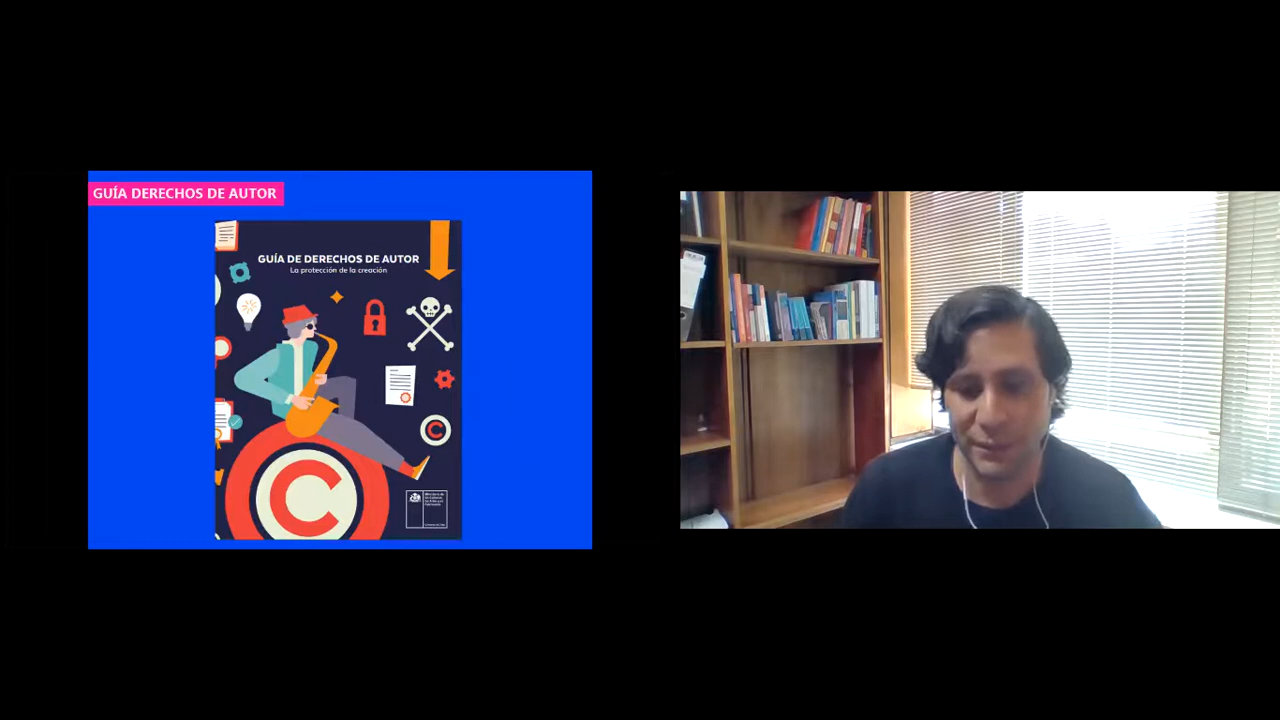 GUÍA DERECHOS DE AUTOR
GUÍA DE DERECHOS DE AUTOR
La protección de la creación
C
C